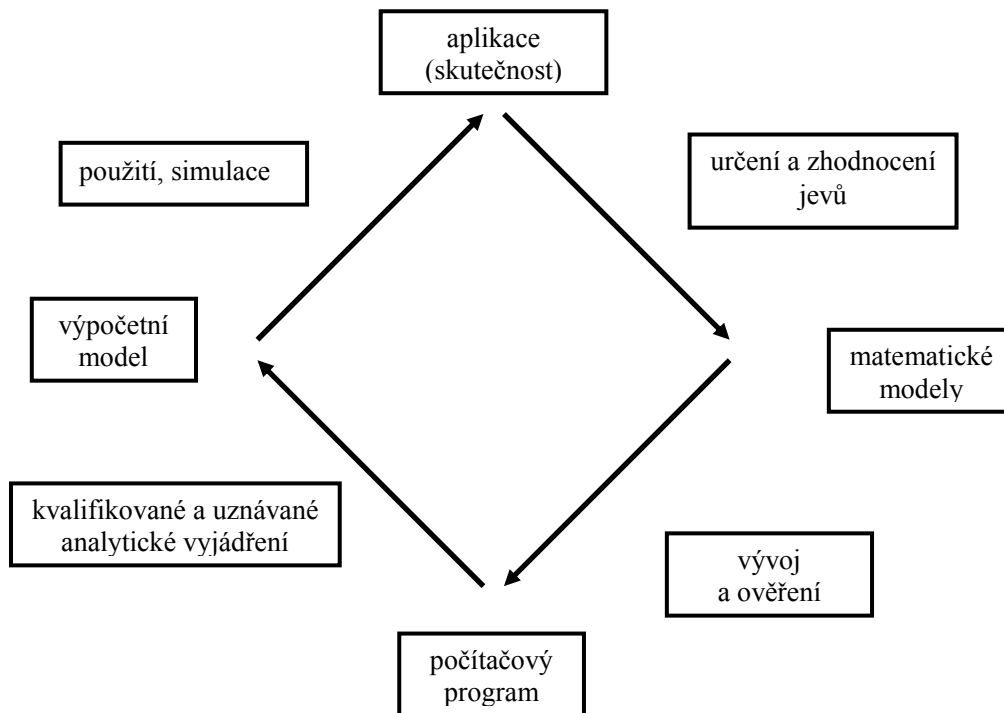 aplikace
(skutečnost)
použití, simulace
určení a zhodnocení
jevů
výpočetní
model
matematické
modely
kvalifikované a uznávané
analytické vyjádření
vývoj
a ověření
počítačový
program